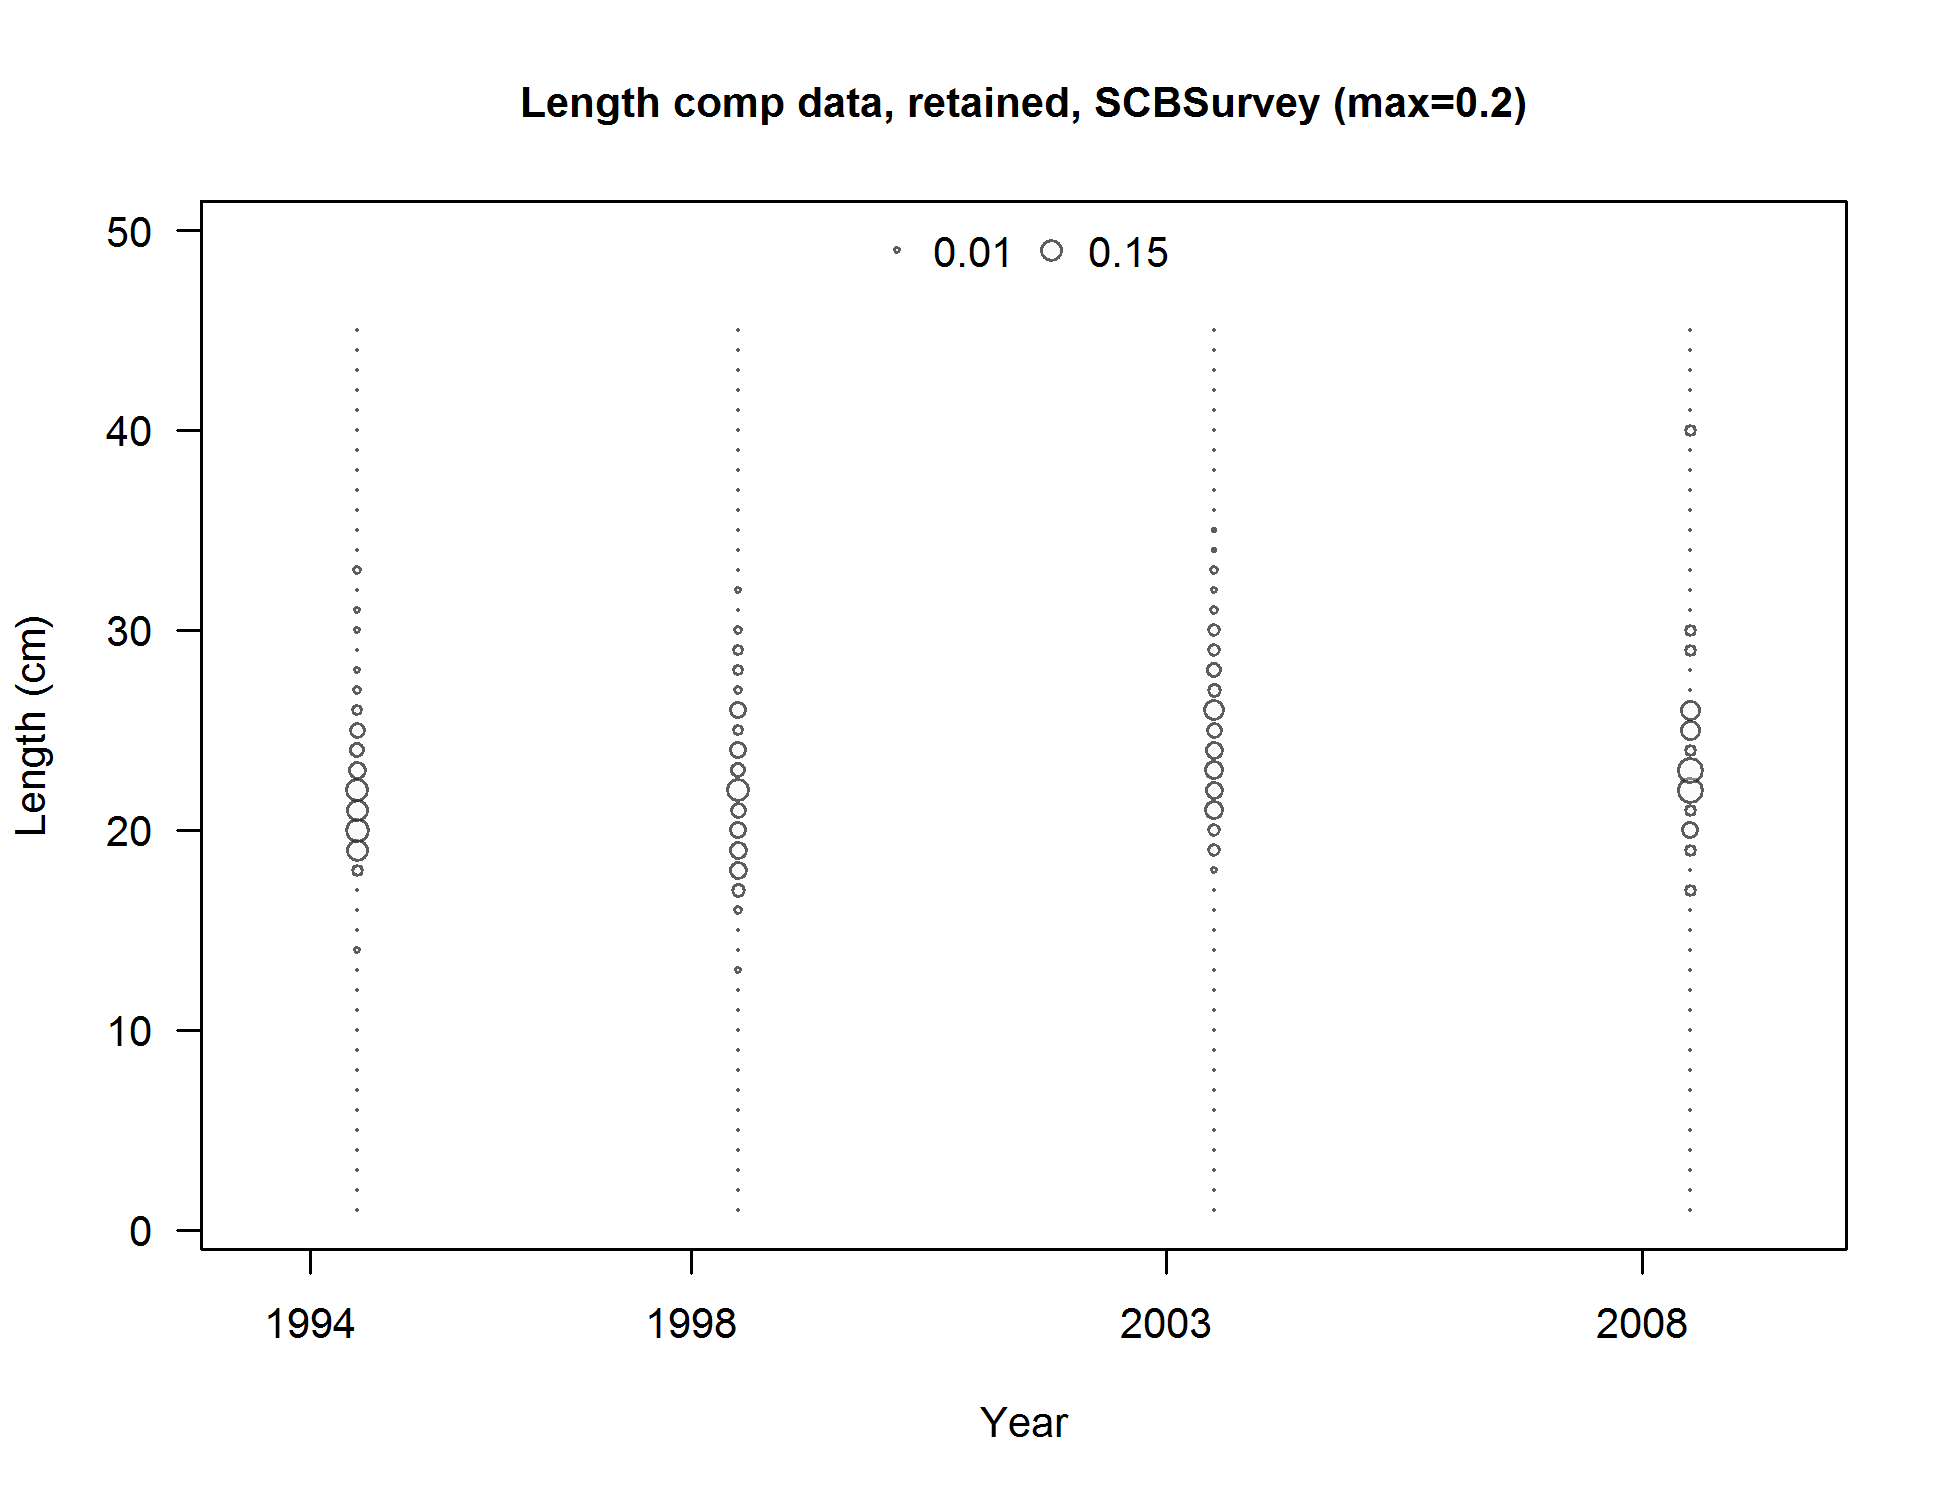 Length comp data, retained, SCBSurvey (max=0.2)
0.01 0.15
50
40
30
20
10
0
Length (cm)
1994 1998 2003 2008
Year